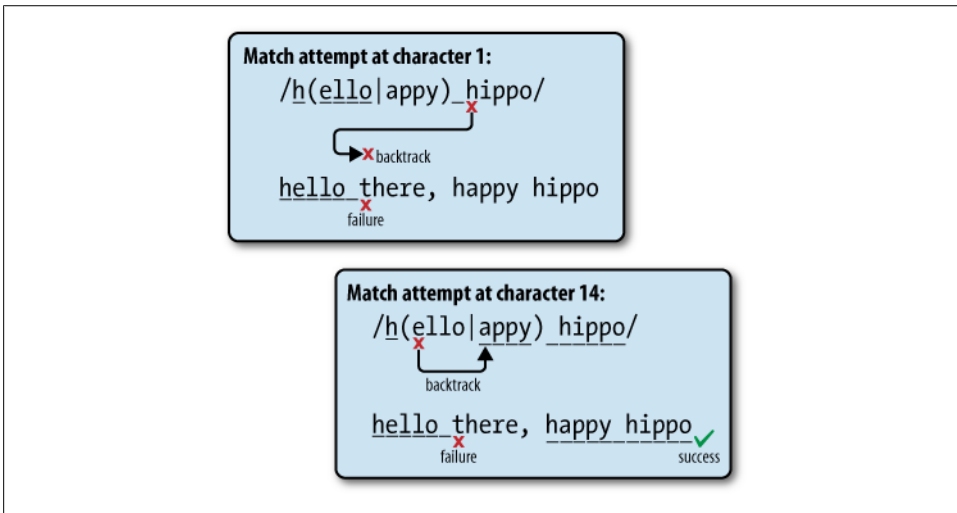 Match attempt at character 1:
/h(ello|appy) hippo/
x
x backtrack
hello there, happy hippo
x
failure
Match attempt at character 14:
/h(ello|appy) hippo/
x
backtrack
hello there, happy hippo
x
failure success